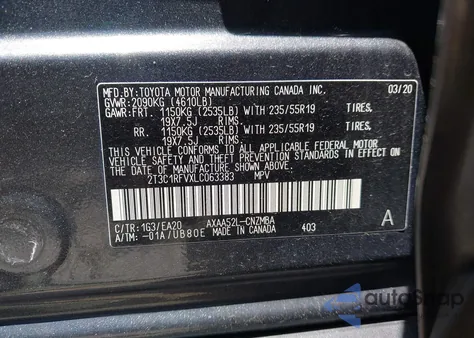 MFD.BY:TOYOTA MOTOR MANUFACTURING CANADA INC. 03/20
GVWR:2090KG (4610LB)
GAWR:FRT. 1150KG (2535LB) WITH 235/55R19 TIRES,
19X7.5J RIMS.
RR. 1150KG (2535LB) WITH 235/55R19 TIRES,
19X7.5J RIMS.
THIS VEHICLE CONFORMS TO ALL APPLICABLE FEDERAL MOTOR
VEHICLE SAFETY AND THEFT PREVENTION STANDARDS IN EFFECT
ON THE DATE OF MANUFACTURE SHOWN ABOVE.
2T3C1RFVXLC063383 MPV
C/TR:1G3/EA20 AXAA52L-CNZMBA A
A/TM:-01A/UB80E MADE IN CANADA 403
autoSnap